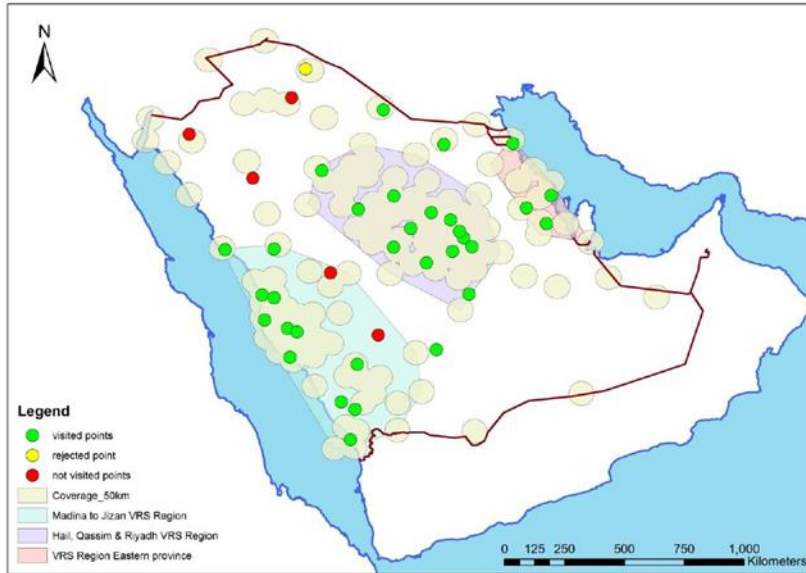 N
Legend
visited points
rejected point
not visited points
Coverage_50km
Madina to Jizan VRS Region
Hail, Qassim & Riyadh VRS Region
VRS Region Eastern province
0 125 250 500 750 1,000
Kilometers